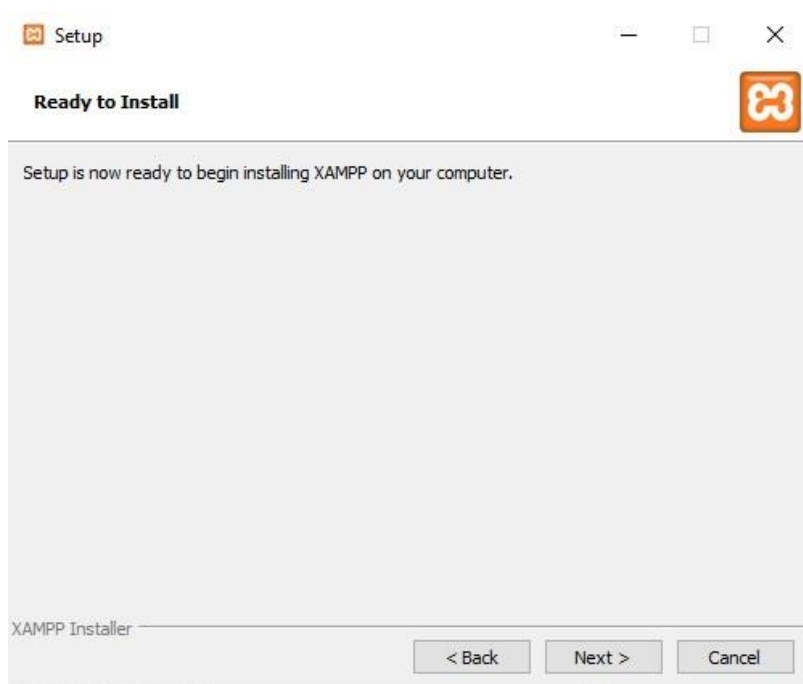 Setup
Ready to Install
Setup is now ready to begin installing XAMPP on your computer.
XAMPP Installer
< Back Next > Cancel